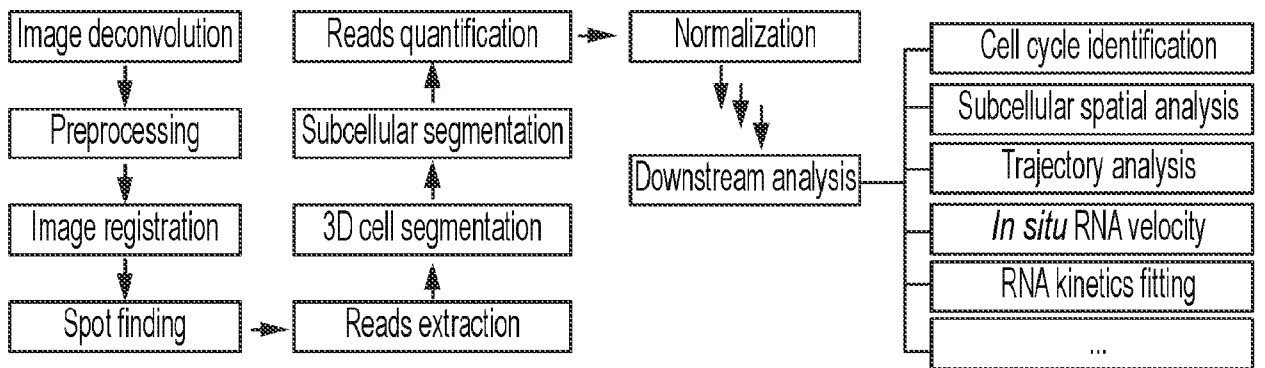 Image deconvolution
Preprocessing
Image registration
Spot finding
Reads extraction
3D cell segmentation
Subcellular segmentation
Reads quantification
Normalization
Downstream analysis
Cell cycle identification
Subcellular spatial analysis
Trajectory analysis
In situ RNA velocity
RNA kinetics fitting
...